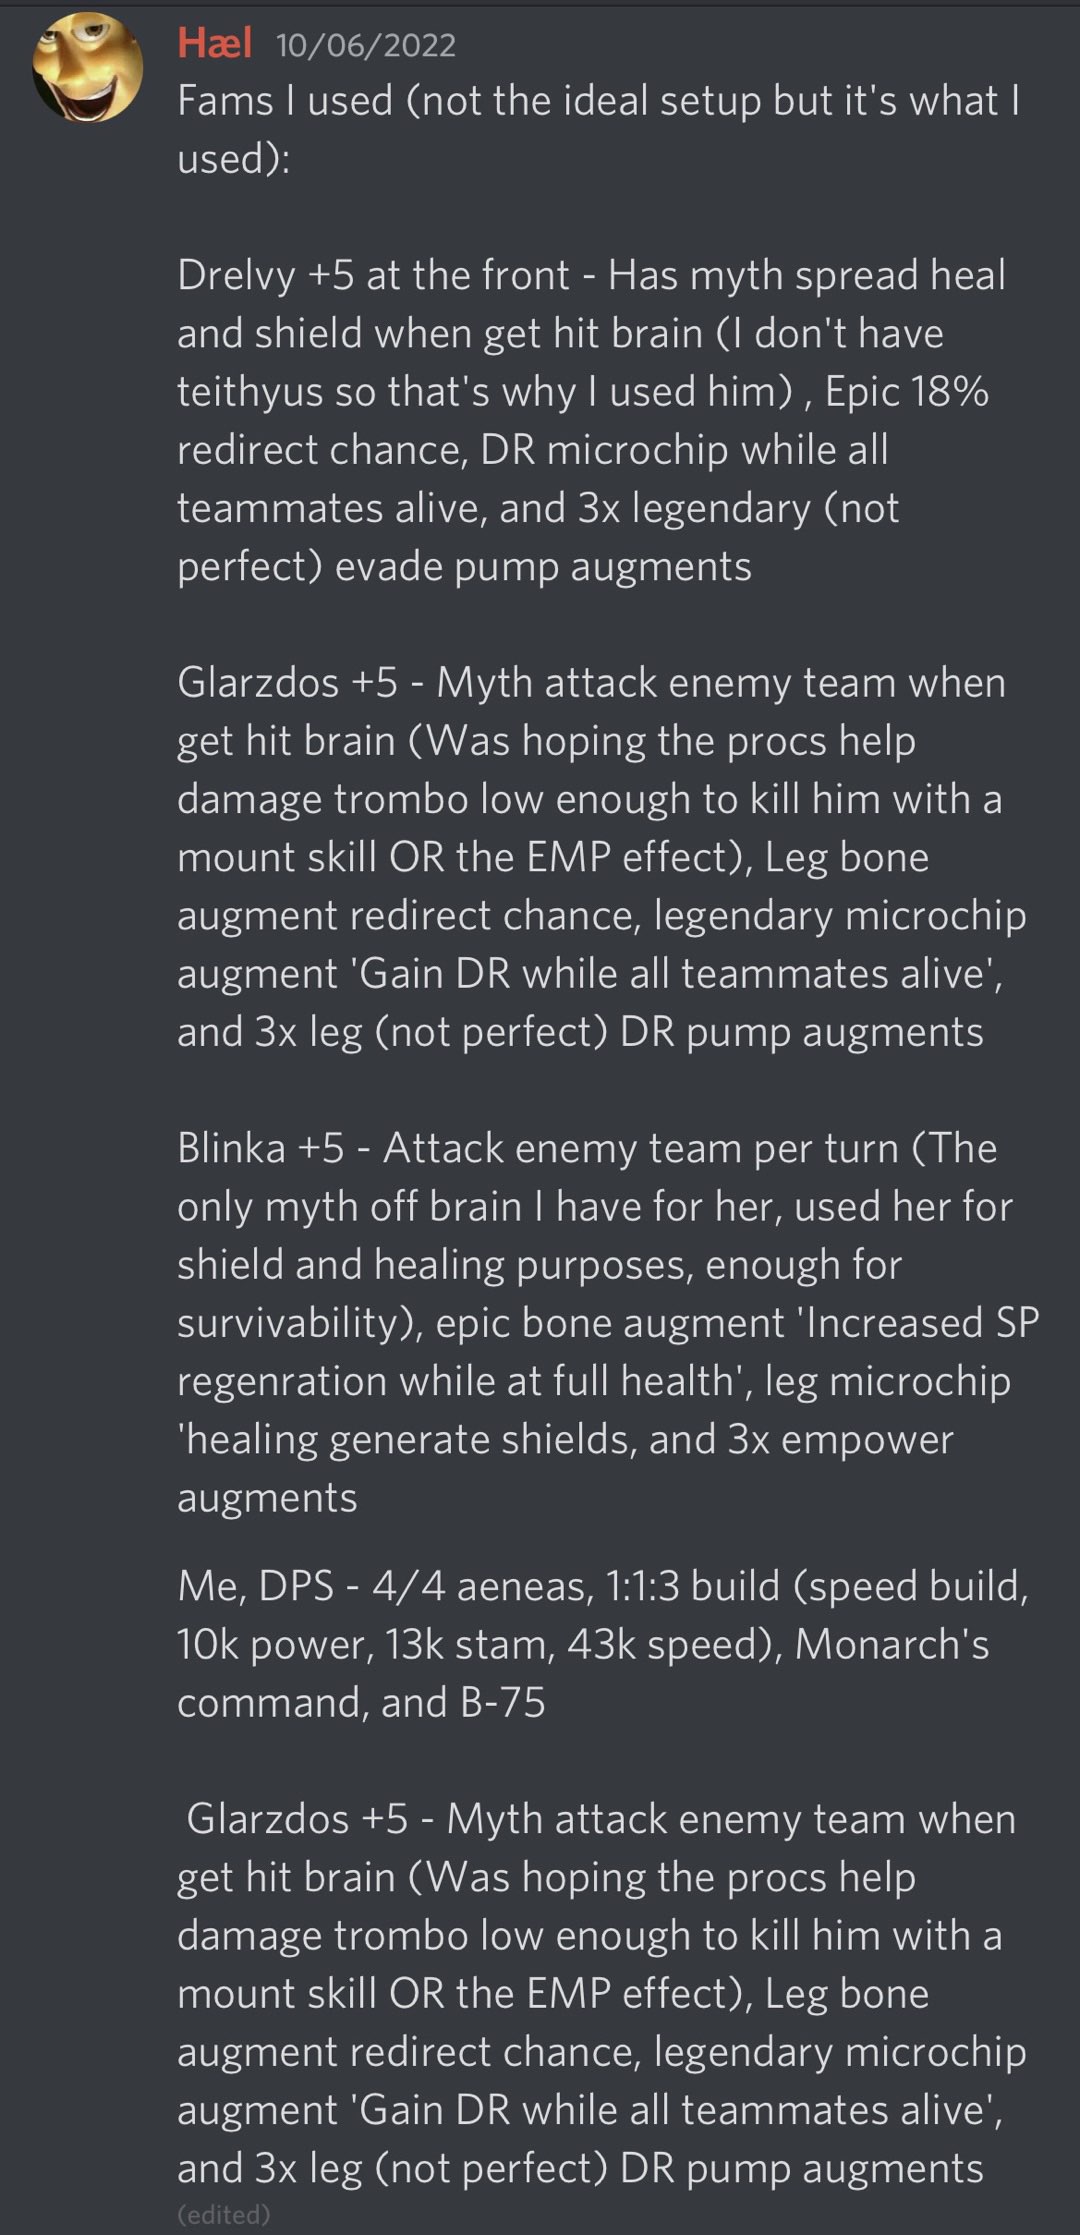 Hæl 10/06/2022
Fams I used (not the ideal setup but it's what I
used):
Drelvy +5 at the front - Has myth spread heal
and shield when get hit brain (I don't have
teithyus so that's why I used him) , Epic 18%
redirect chance, DR microchip while all
teammates alive, and 3x legendary (not
perfect) evade pump augments
Glarzdos +5 - Myth attack enemy team when
get hit brain (Was hoping the procs help
damage trombo low enough to kill him with a
mount skill OR the EMP effect), Leg bone
augment redirect chance, legendary microchip
augment 'Gain DR while all teammates alive',
and 3x leg (not perfect) DR pump augments
Blinka +5 - Attack enemy team per turn (The
only myth off brain I have for her, used her for
shield and healing purposes, enough for
survivability), epic bone augment 'Increased SP
regenration while at full health', leg microchip
'healing generate shields, and 3x empower
augments
Me, DPS - 4/4 aeneas, 1:1:3 build (speed build,
10k power, 13k stam, 43k speed), Monarch's
command, and B-75
Glarzdos +5 - Myth attack enemy team when
get hit brain (Was hoping the procs help
damage trombo low enough to kill him with a
mount skill OR the EMP effect), Leg bone
augment redirect chance, legendary microchip
augment 'Gain DR while all teammates alive',
and 3x leg (not perfect) DR pump augments
(edited)